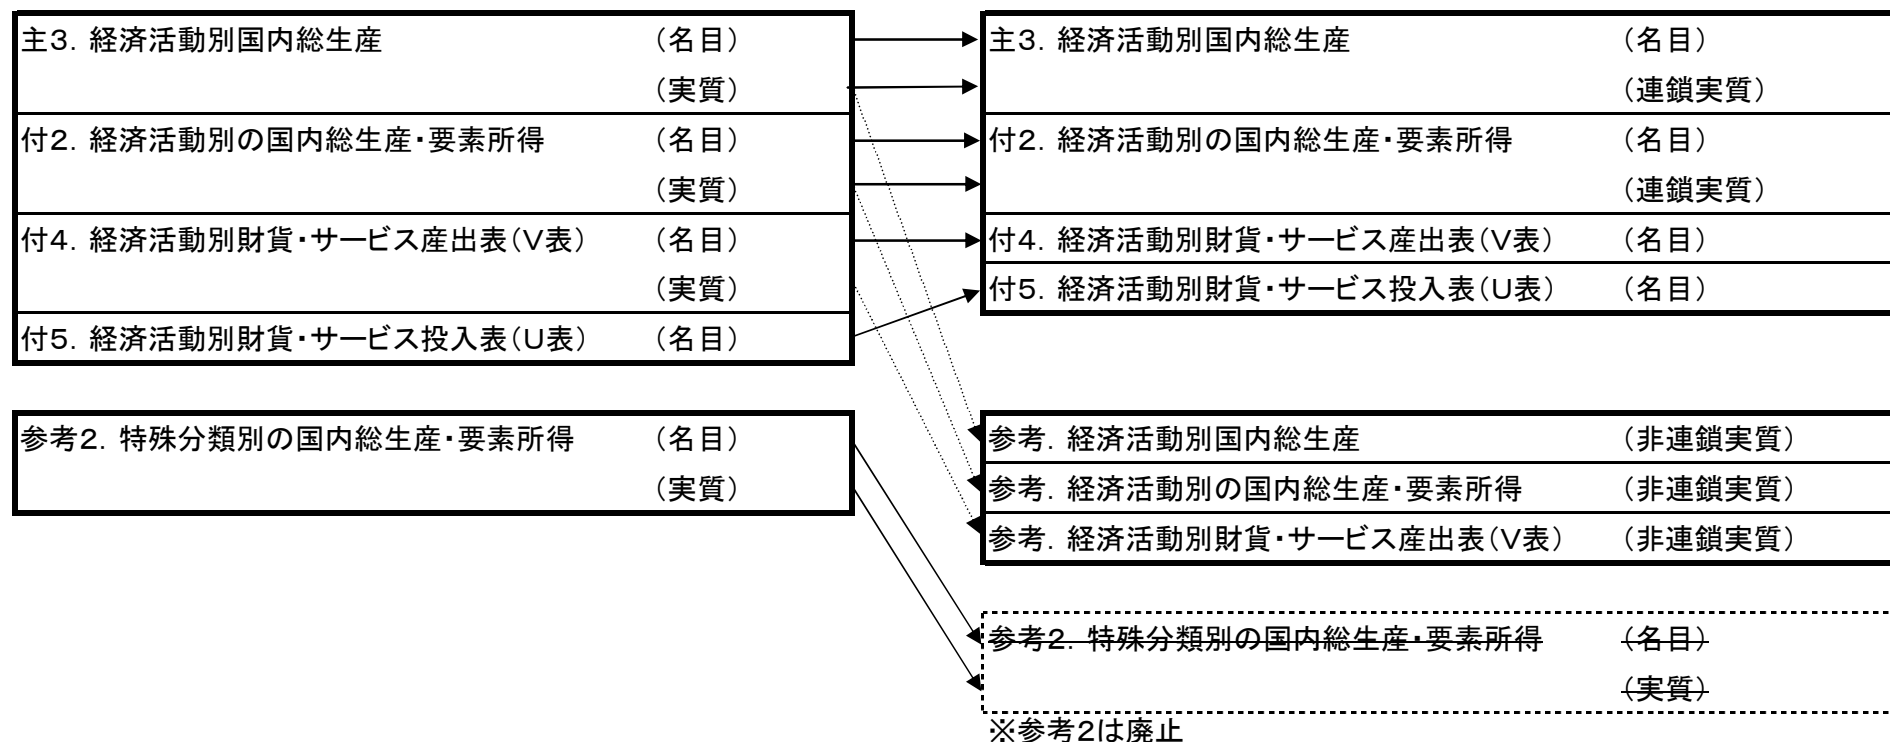 主3．経済活動別国内総生産　（名目）
（実質）
付2．経済活動別の国内総生産・要素所得　（名目）
（実質）
付4．経済活動別財貨・サービス産出表（V表）　（名目）
（実質）
付5．経済活動別財貨・サービス投入表（U表）　（名目）
参考2．特殊分類別の国内総生産・要素所得　（名目）
（実質）
主3．経済活動別国内総生産　（名目）
（連鎖実質）
付2．経済活動別の国内総生産・要素所得　（名目）
（連鎖実質）
付4．経済活動別財貨・サービス産出表（V表）　（名目）
付5．経済活動別財貨・サービス投入表（U表）　（名目）
参考．経済活動別国内総生産　（非連鎖実質）
参考．経済活動別の国内総生産・要素所得　（非連鎖実質）
参考．経済活動別財貨・サービス産出表（V表）　（非連鎖実質）
参考2．特殊分類別の国内総生産・要素所得　（名目）
（実質）
※参考2は廃止